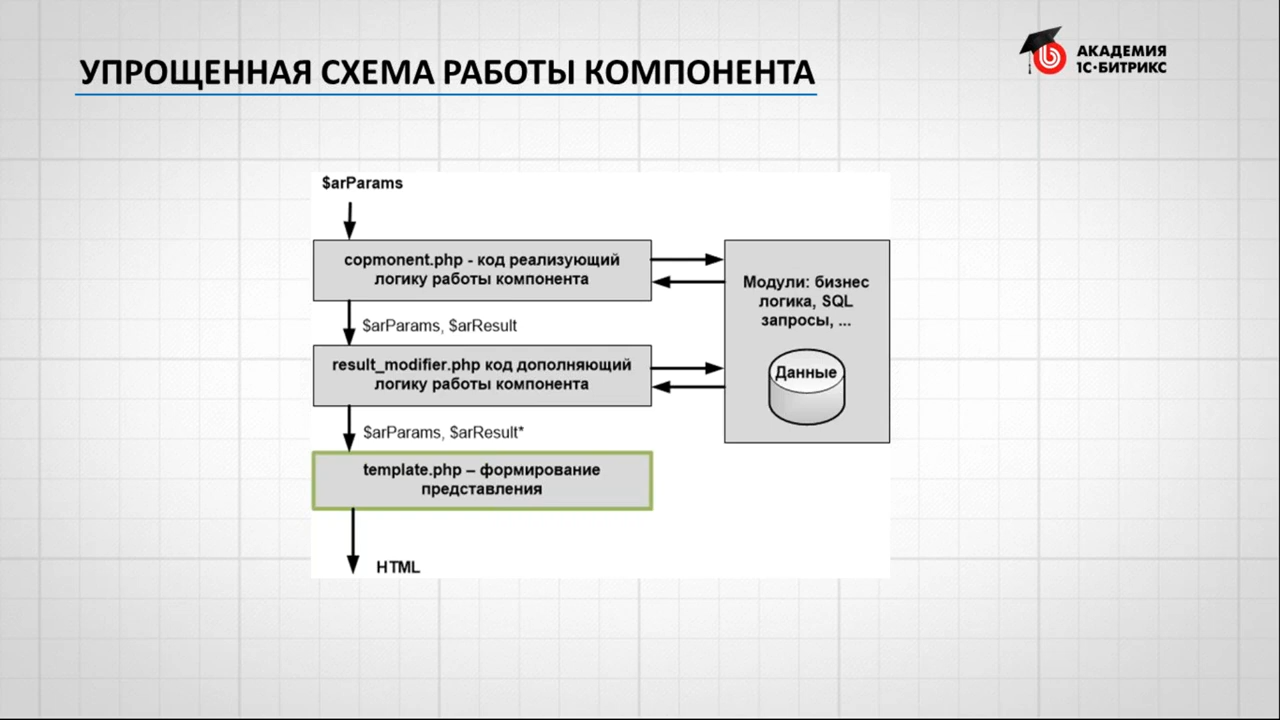 УПРОЩЕННАЯ СХЕМА РАБОТЫ КОМПОНЕНТА
АКАДЕМИЯ
1С·БИТРИКС
$arParams
copmonent.php - код реализующий
логику работы компонента
$arParams, $arResult
result_modifier.php код дополняющий
логику работы компонента
$arParams, $arResult*
template.php – формирование
представления
HTML
Модули: бизнес
логика, SQL
запросы, ...
Данные